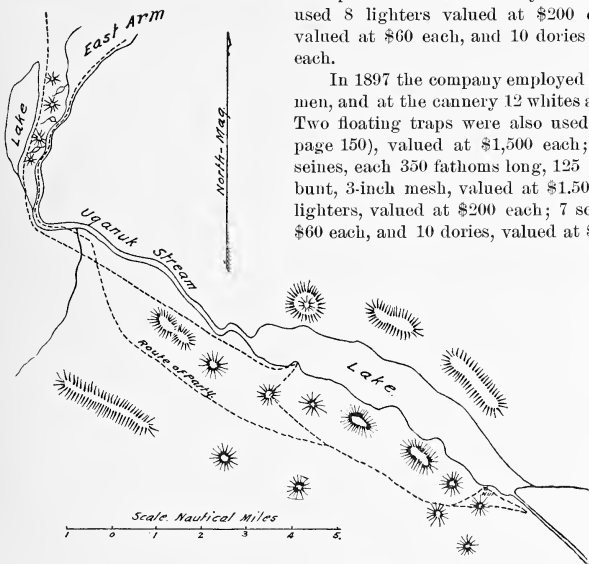 used 8 lighters valued at $200
valued at $60 each, and 10 dories
each.
In 1897 the company employed
men, and at the cannery 12 whites
Two floating traps were also used
page 150), valued at $1,500 each;
seines, each 350 fathoms long, 125
bunt, 3-inch mesh, valued at $1.50
lighters, valued at $200 each; 7
$60 each, and 10 dories, valued at
East Arm
Lake
North-Mag.
Uganuk Stream
Route of party
Lake
Scale. Nautical Miles
1 0 1 2 3 4 5.